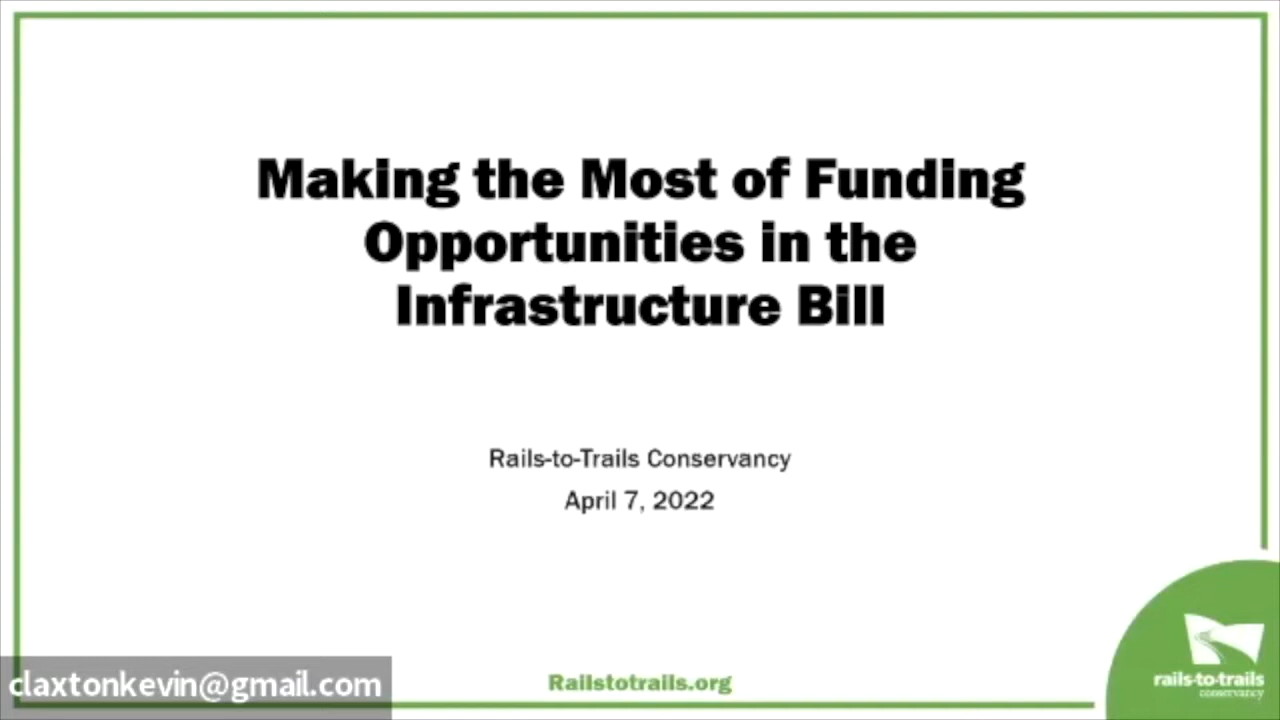 Making the Most of Funding
Opportunities in the
Infrastructure Bill
Rails-to-Trails Conservancy
April 7, 2022
claxtonkevin@gmail.com
Railstotrails.org
rails-to-trails
conservancy